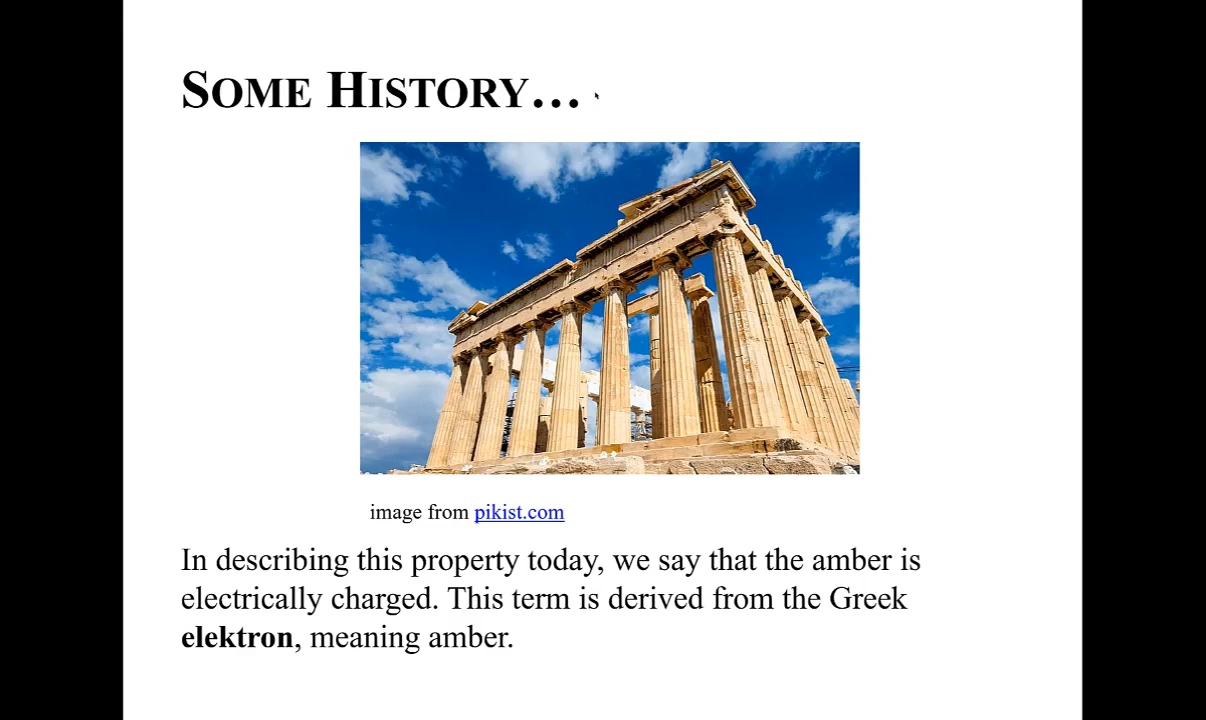 SOME HISTORY…
image from pikist.com
In describing this property today, we say that the amber is
electrically charged. This term is derived from the Greek
elektron, meaning amber.